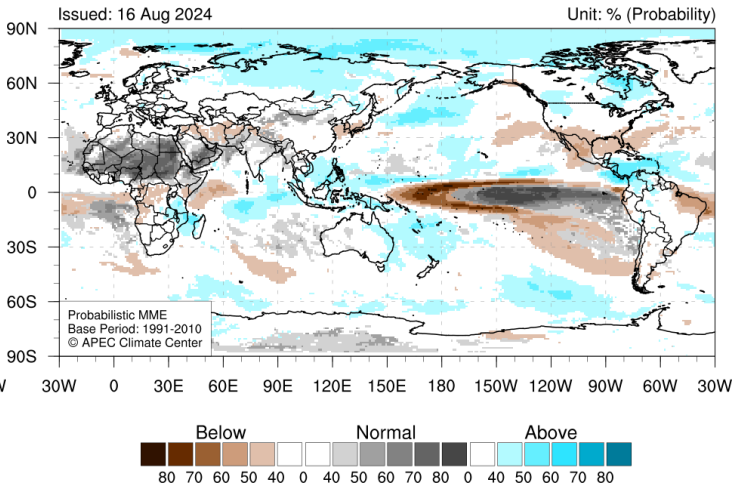 Issued: 16 Aug 2024
Unit: % (Probability)
90N
60N
30N
0
30S
60S
90S
Probabilistic MME
Base Period: 1991-2010
© APEC Climate Center
W
30W 0 30E 60E 90E 120E 150E 180 150W 120W 90W 60W 30W
Below Normal Above
80 70 60 50 40 0 40 50 60 70 80 0 40 50 60 70 80